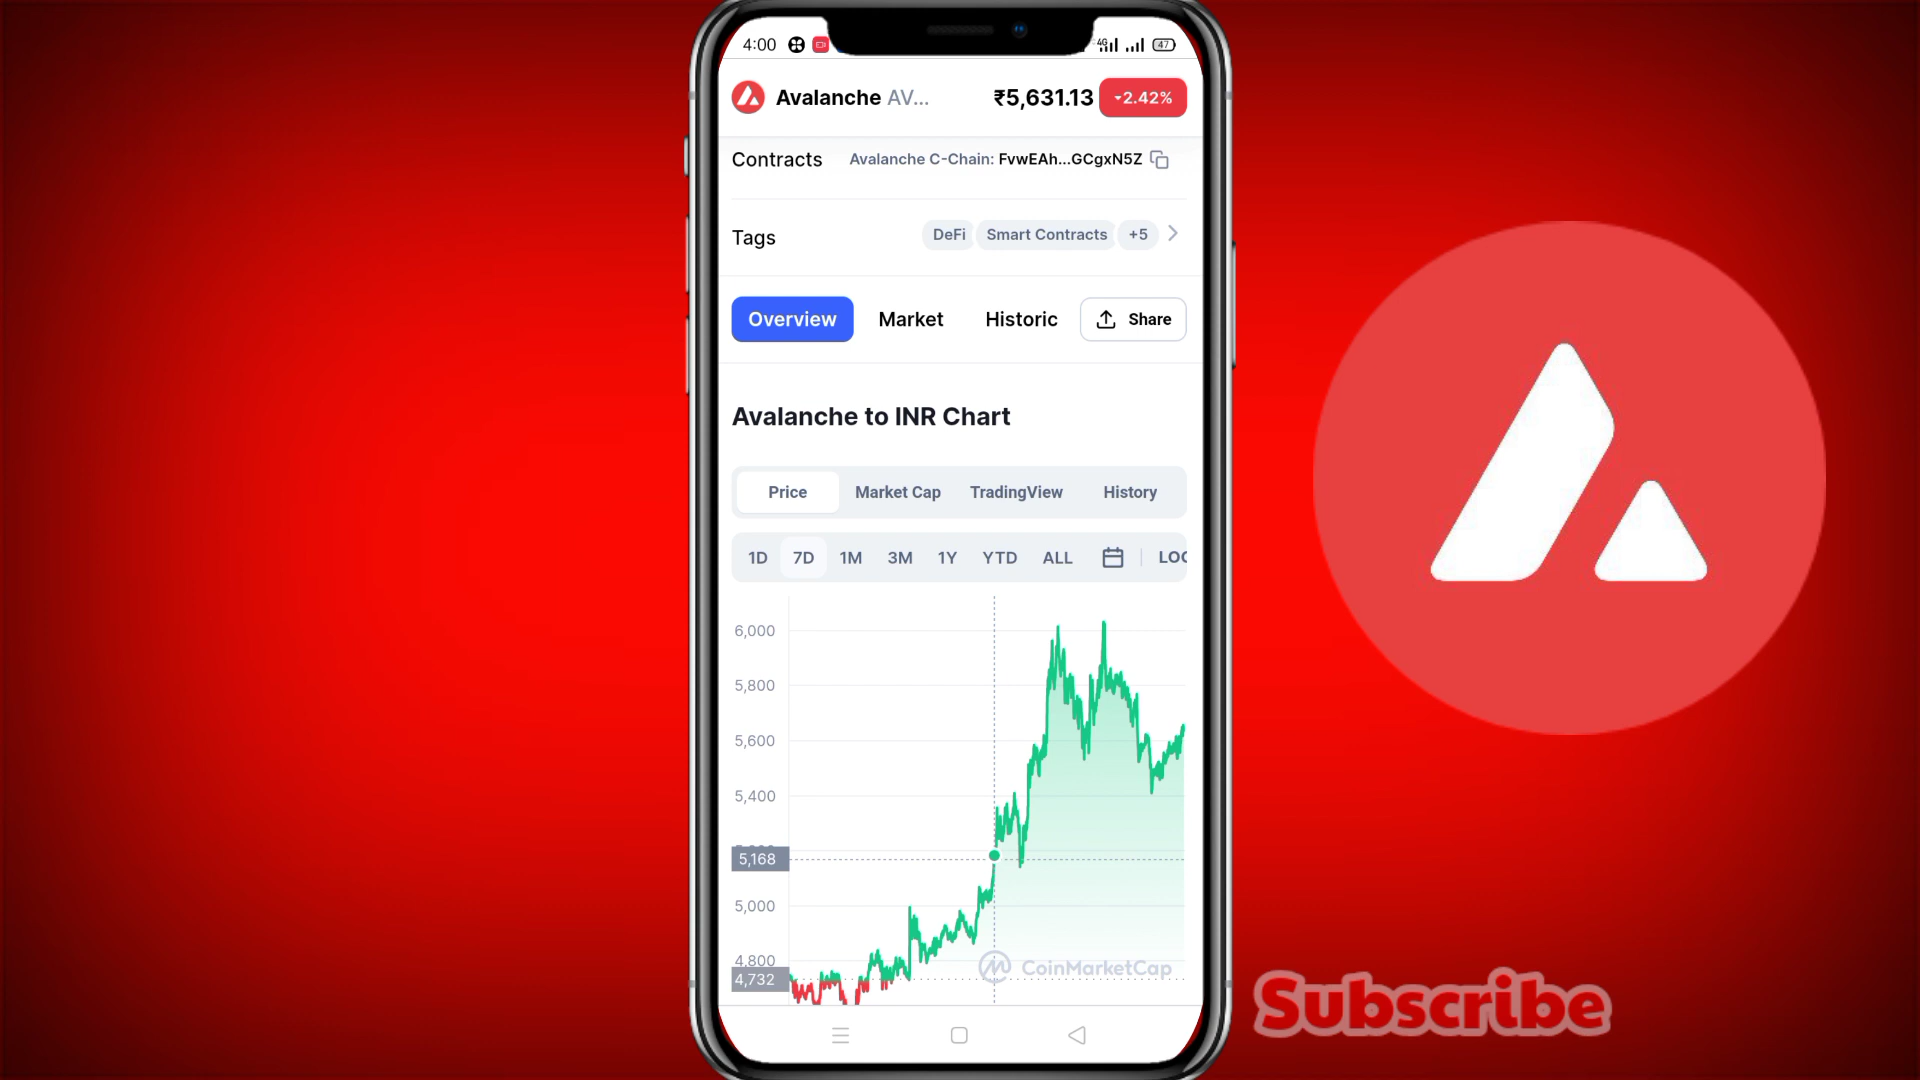 4:00
4G
47
Avalanche AV...
₹5,631.13
-2.42%
Contracts
Avalanche C-Chain: FvwEAh...GCgxN5Z
Tags
DeFi
Smart Contracts
+5
Overview
Market
Historic
Share
Avalanche to INR Chart
Price
Market Cap
TradingView
History
1D
7D
1M
3M
1Y
YTD
ALL
6,000
5,800
5,600
5,400
5,168
5,000
4,800
4,732
CoinMarketCap
Subscribe